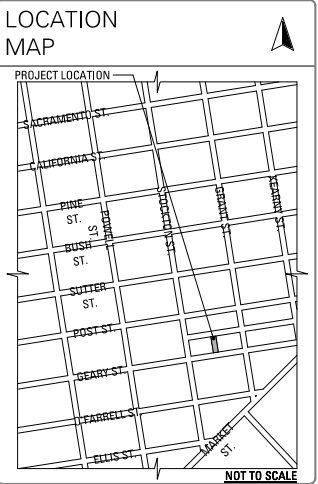 LOCATION
MAP
PROJECT LOCATION
SACRAMENTO ST.
CALIFORNIA ST.
PINE
ST.
POWELL
ST.
STOCKTON ST.
GRANT ST.
KEARNY ST.
BUSH
ST.
SUTTER
ST.
POST ST.
GEARY ST.
O'FARRELL S
MARKET
ST.
ELLIS ST.
NOT TO SCALE